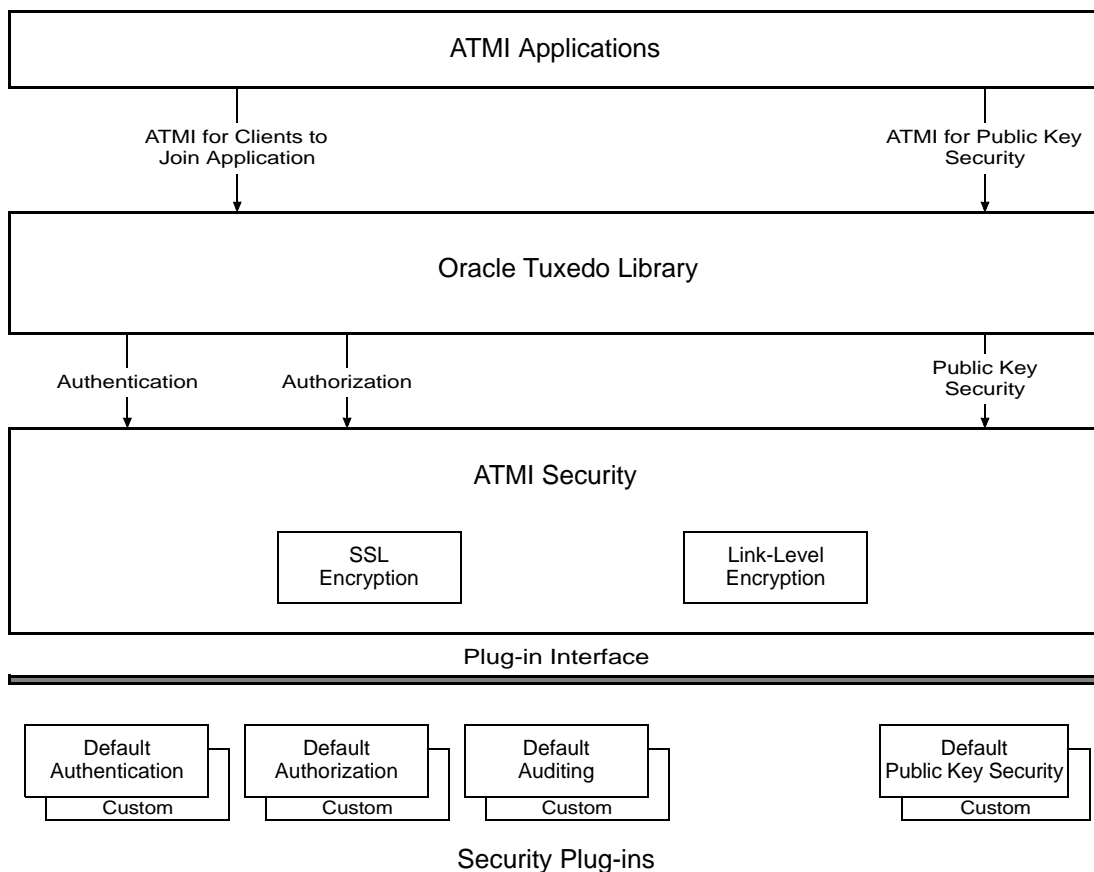 ATMI Applications
ATMI for Clients to
Join Application
ATMI for Public Key
Security
Oracle Tuxedo Library
Authentication
Authorization
Public Key
Security
ATMI Security
SSL
Encryption
Link-Level
Encryption
Plug-in Interface
Default
Authentication
Custom
Default
Authorization
Custom
Default
Auditing
Custom
Default
Public Key Security
Custom
Security Plug-ins